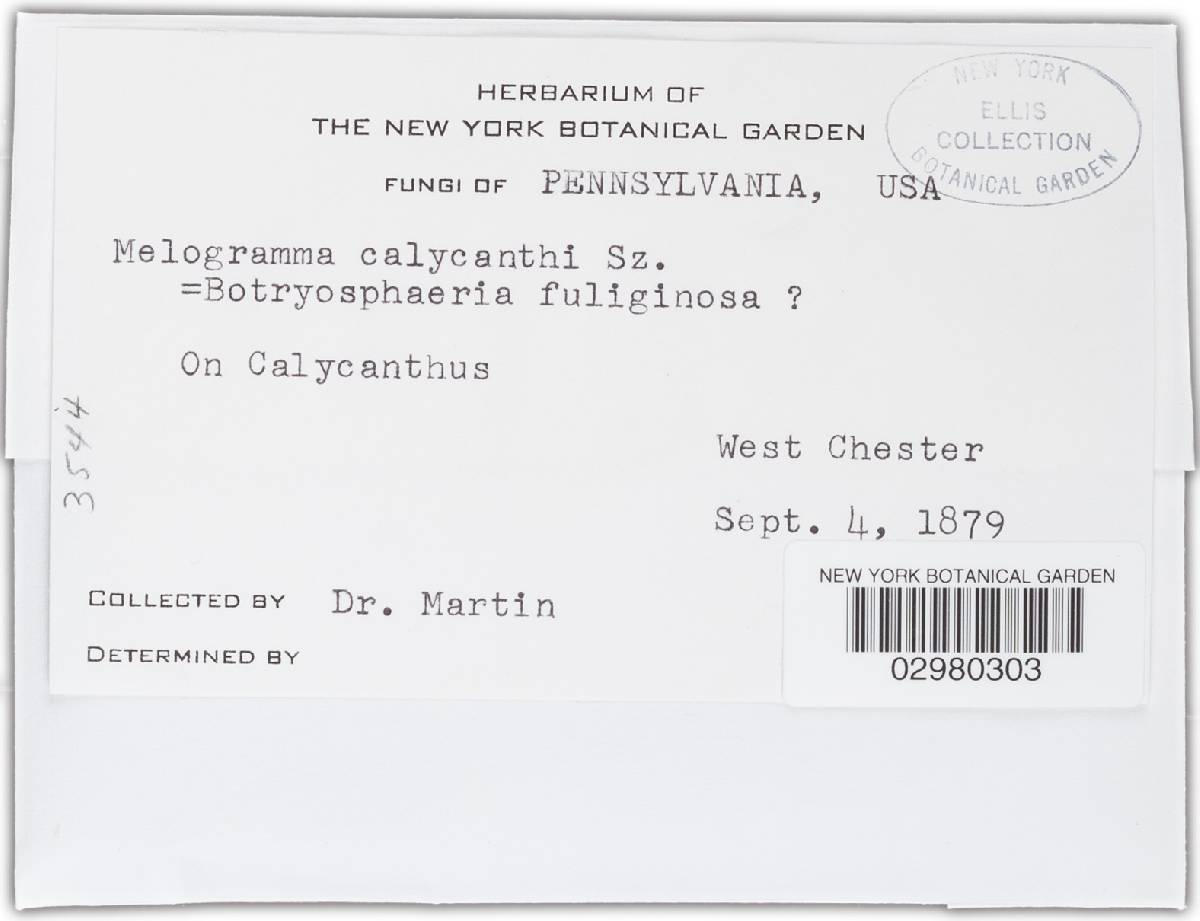 HERBARIUM OF
THE NEW YORK BOTANICAL GARDEN
FUNGI OF PENNSYLVANIA, USA
NEW YORK
ELLIS
COLLECTION
BOTANICAL GARDEN
Melogramma calycanthi Sz.
=Botryosphaeria fuliginosa ?
On Calycanthus
3544
West Chester
Sept. 4, 1879
COLLECTED BY Dr. Martin
DETERMINED BY
NEW YORK BOTANICAL GARDEN
02980303